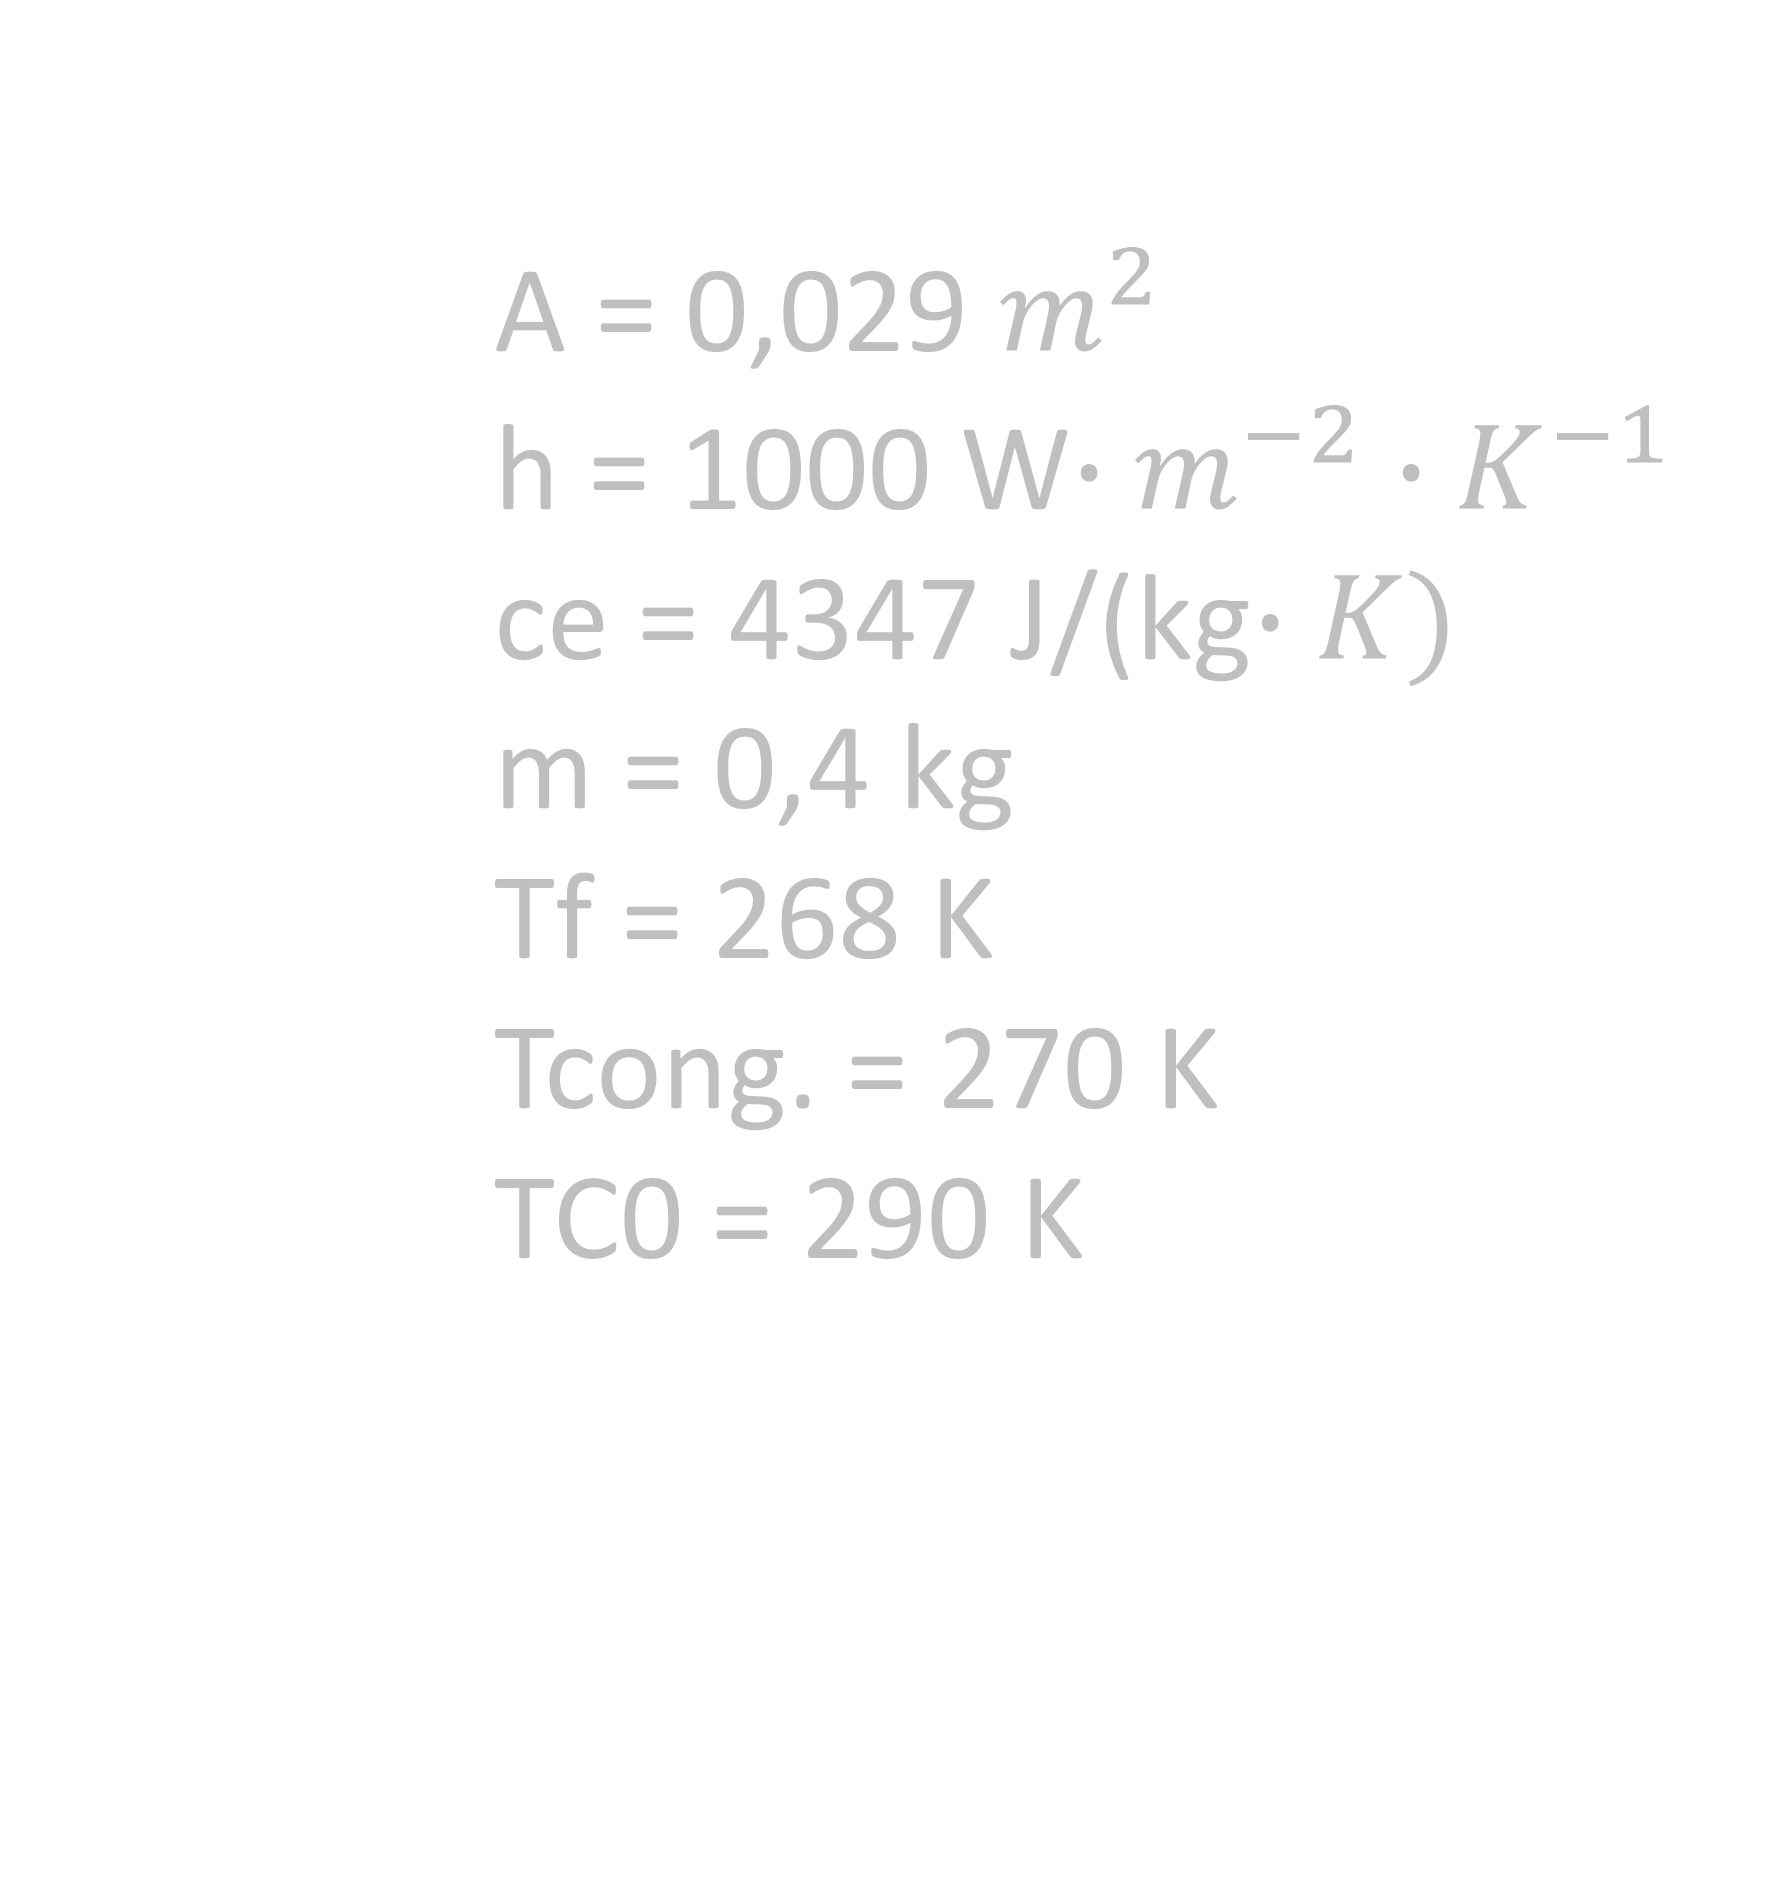 A = 0,029 m²
h = 1000 W· m⁻² · K⁻¹
ce = 4347 J/(kg· K)
m = 0,4 kg
Tf = 268 K
Tcong. = 270 K
TC0 = 290 K